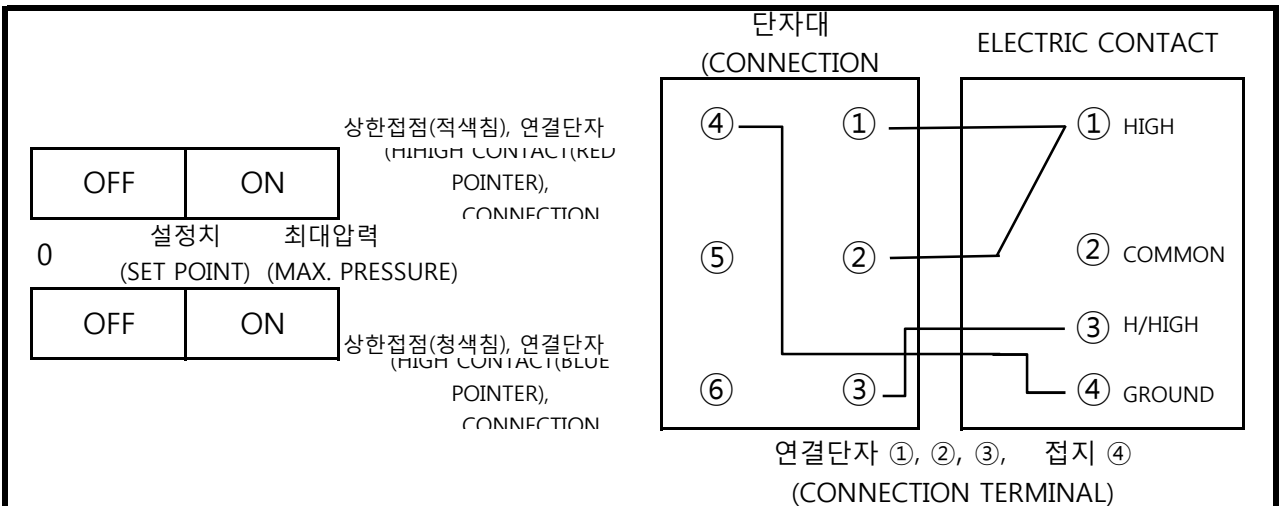 상한접점(적색침), 연결단자
(HIHIGH CONTACT(RED
POINTER),
CONNECTION
OFF ON
설정치 최대압력
0
(SET POINT) (MAX. PRESSURE)
OFF ON
상한접점(청색침), 연결단자
(HIGH CONTACT(BLUE
POINTER),
CONNECTION
단자대
(CONNECTION
ELECTRIC CONTACT
④ ①
⑤ ②
⑥ ③
① HIGH
② COMMON
③ H/HIGH
④ GROUND
연결단자 ①, ②, ③, 접지 ④
(CONNECTION TERMINAL)